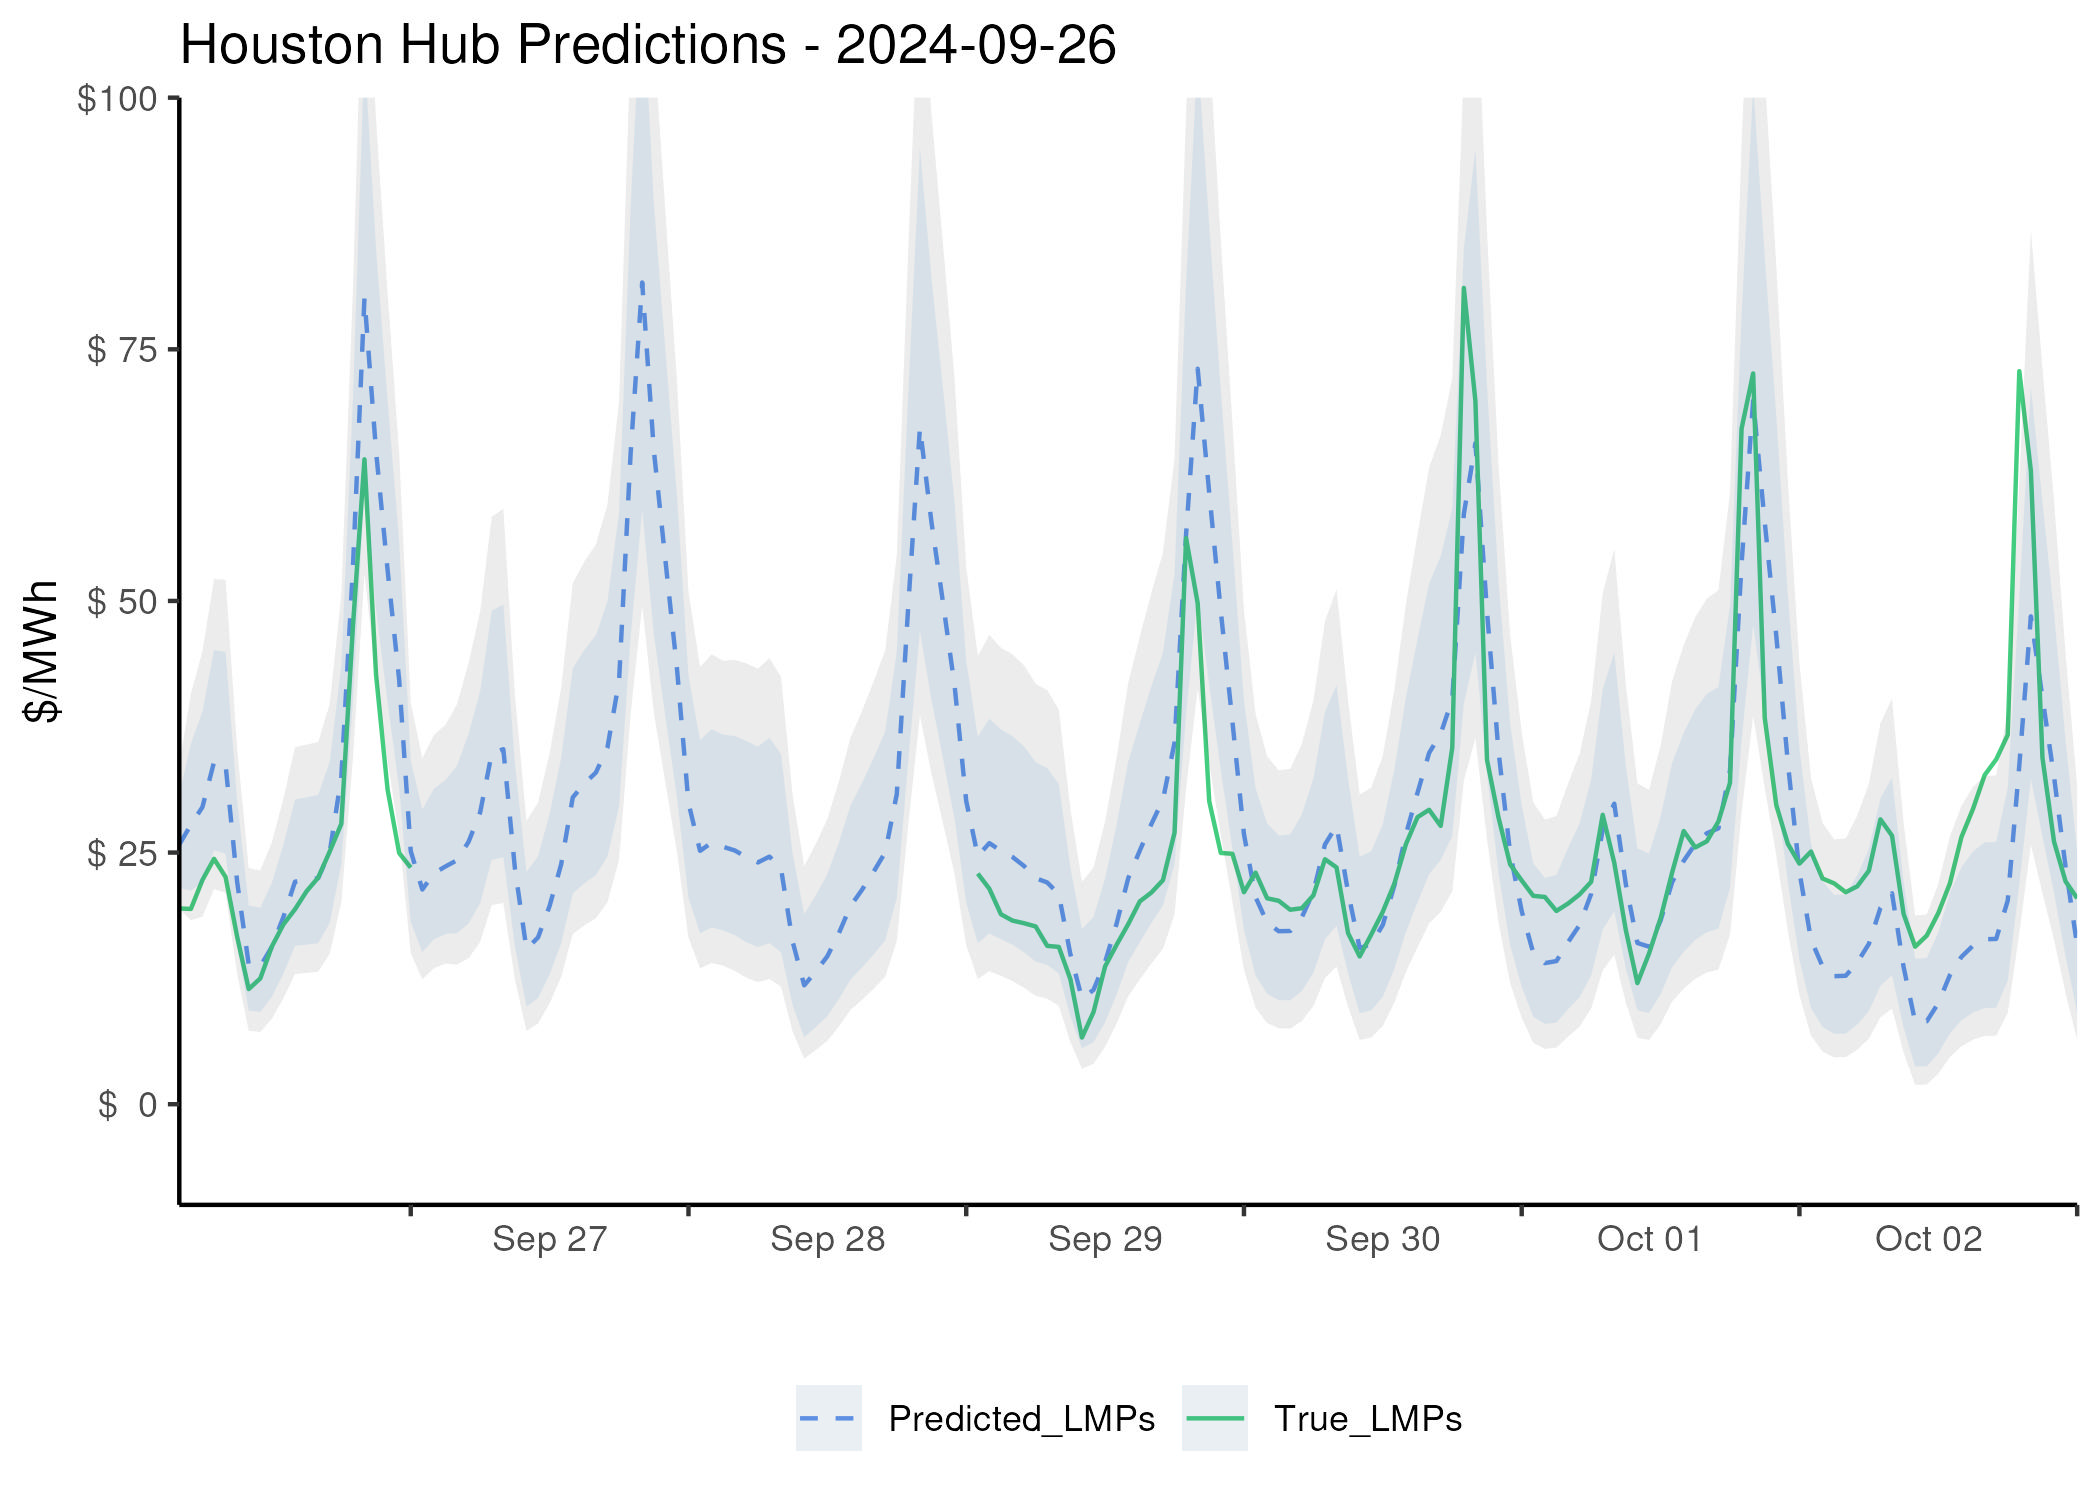 Houston Hub Predictions - 2024-09-26
$100
$ 75
$ 50
$ 25
$ 0
$/MWh
Sep 27
Sep 28
Sep 29
Sep 30
Oct 01
Oct 02
Predicted_LMPs
True_LMPs